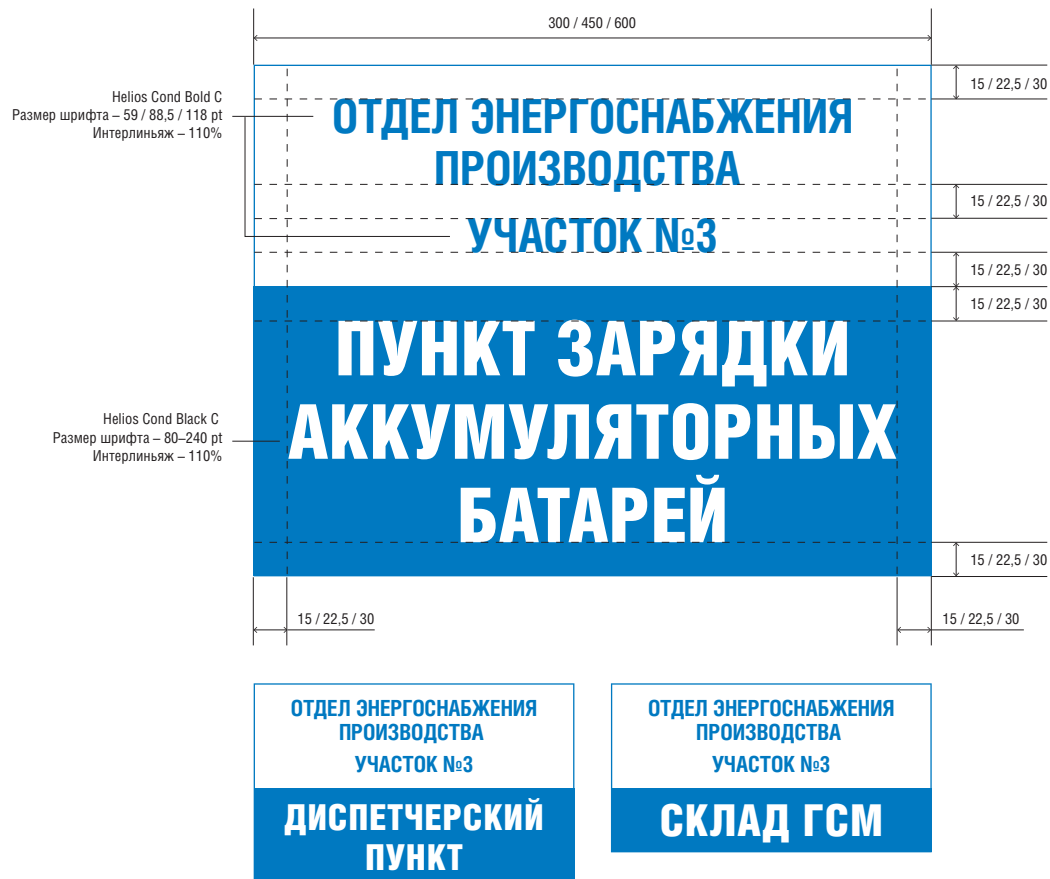 300 / 450 / 600
15 / 22,5 / 30
Helios Cond Bold C
Размер шрифта – 59 / 88,5 / 118 pt
Интерлиньяж – 110%
ОТДЕЛ ЭНЕРГОСНАБЖЕНИЯ
ПРОИЗВОДСТВА
15 / 22,5 / 30
УЧАСТОК №3
15 / 22,5 / 30
15 / 22,5 / 30
ПУНКТ ЗАРЯДКИ
АККУМУЛЯТОРНЫХ
БАТАРЕЙ
Helios Cond Black C
Размер шрифта – 80–240 pt
Интерлиньяж – 110%
15 / 22,5 / 30
15 / 22,5 / 30
15 / 22,5 / 30
ОТДЕЛ ЭНЕРГОСНАБЖЕНИЯ
ПРОИЗВОДСТВА
УЧАСТОК №3
ДИСПЕТЧЕРСКИЙ
ПУНКТ
ОТДЕЛ ЭНЕРГОСНАБЖЕНИЯ
ПРОИЗВОДСТВА
УЧАСТОК №3
СКЛАД ГСМ